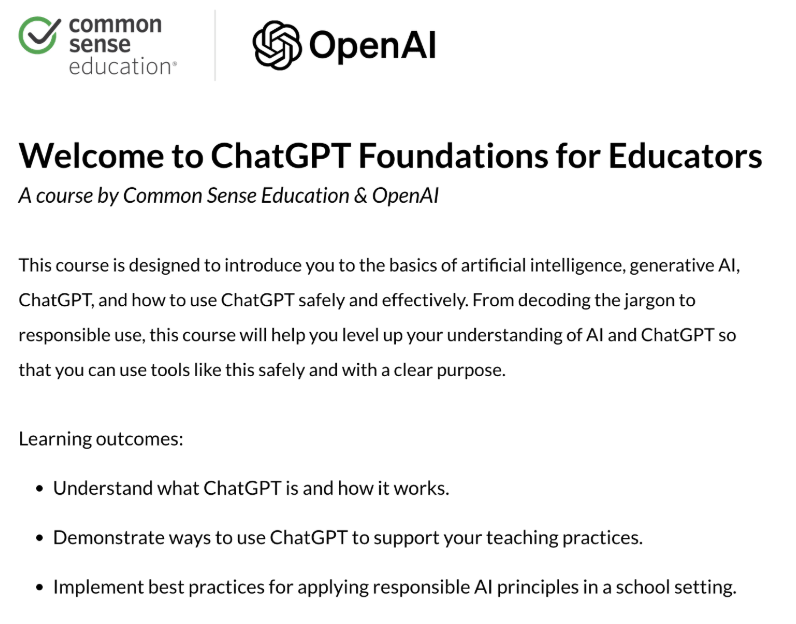 common
sense
education®
OpenAI
Welcome to ChatGPT Foundations for Educators
A course by Common Sense Education & OpenAI
This course is designed to introduce you to the basics of artificial intelligence, generative AI,
ChatGPT, and how to use ChatGPT safely and effectively. From decoding the jargon to
responsible use, this course will help you level up your understanding of AI and ChatGPT so
that you can use tools like this safely and with a clear purpose.
Learning outcomes:
• Understand what ChatGPT is and how it works.
• Demonstrate ways to use ChatGPT to support your teaching practices.
• Implement best practices for applying responsible AI principles in a school setting.